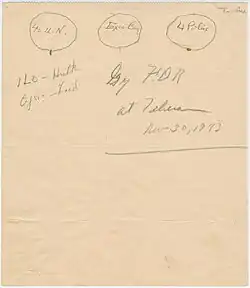 40 U.N.
Exec Com
4 Police
ILO - Health
Agric - Food
By FDR
at Teheran
Nov - 30, 1943